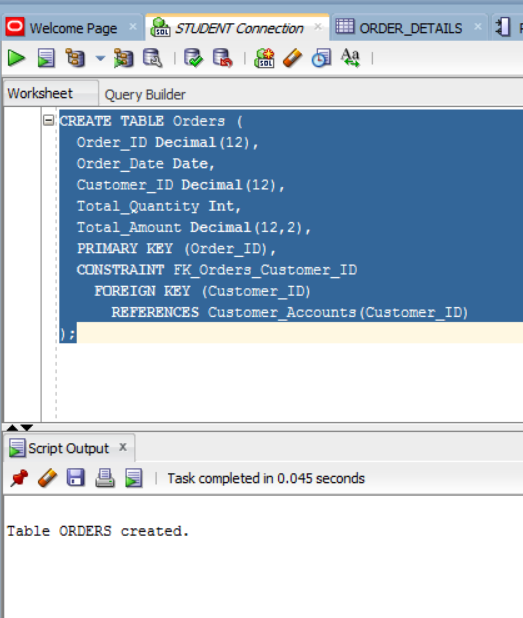 Welcome Page × STUDENT Connection × ORDER_DETAILS ×
Worksheet Query Builder
CREATE TABLE Orders (
Order_ID Decimal(12),
Order_Date Date,
Customer_ID Decimal(12),
Total_Quantity Int,
Total_Amount Decimal(12,2),
PRIMARY KEY (Order_ID),
CONSTRAINT FK_Orders_Customer_ID
FOREIGN KEY (Customer_ID)
REFERENCES Customer_Accounts(Customer_ID)
);
Script Output ×
Task completed in 0.045 seconds
Table ORDERS created.